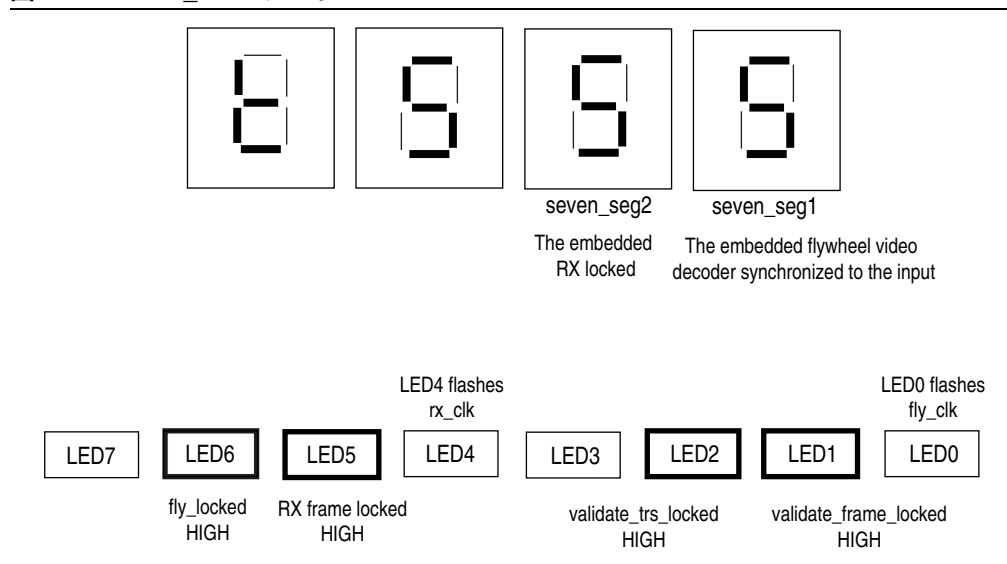 seven_seg2 seven_seg1
The embedded
RX locked
The embedded flywheel video
decoder synchronized to the input
LED4 flashes
rx_clk
LED0 flashes
fly_clk
LED7 LED6 LED5 LED4 LED3 LED2 LED1 LED0
fly_locked
HIGH
RX frame locked
HIGH
validate_trs_locked
HIGH
validate_frame_locked
HIGH